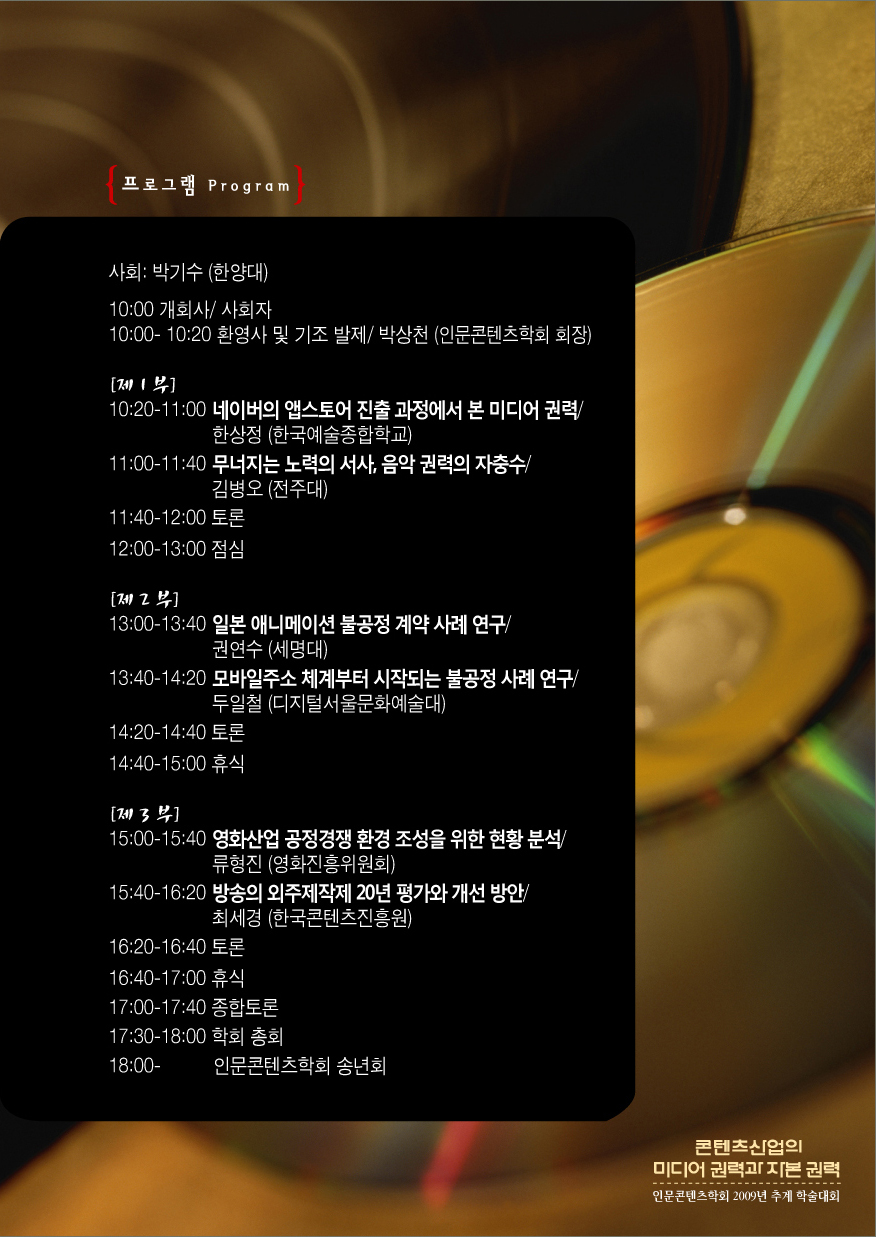 {프로그램 Program}
사회: 박기수 (한양대)
10:00 개회사/ 사회자
10:00- 10:20 환영사 및 기조 발제/ 박상천 (인문콘텐츠학회 회장)
[제 1 부]
10:20-11:00 네이버의 앱스토어 진출 과정에서 본 미디어 권력/
한상정 (한국예술종합학교)
11:00-11:40 무너지는 노력의 서사, 음악 권력의 자충수/
김병오 (전주대)
11:40-12:00 토론
12:00-13:00 점심
[제 2 부]
13:00-13:40 일본 애니메이션 불공정 계약 사례 연구/
권연수 (세명대)
13:40-14:20 모바일주소 체계부터 시작되는 불공정 사례 연구/
두일철 (디지털서울문화예술대)
14:20-14:40 토론
14:40-15:00 휴식
[제 3 부]
15:00-15:40 영화산업 공정경쟁 환경 조성을 위한 현황 분석/
류형진 (영화진흥위원회)
15:40-16:20 방송의 외주제작제 20년 평가와 개선 방안/
최세경 (한국콘텐츠진흥원)
16:20-16:40 토론
16:40-17:00 휴식
17:00-17:40 종합토론
17:30-18:00 학회 총회
18:00- 인문콘텐츠학회 송년회
콘텐츠산업의
미디어 권력과 자본 권력
인문콘텐츠학회 2009년 추계 학술대회